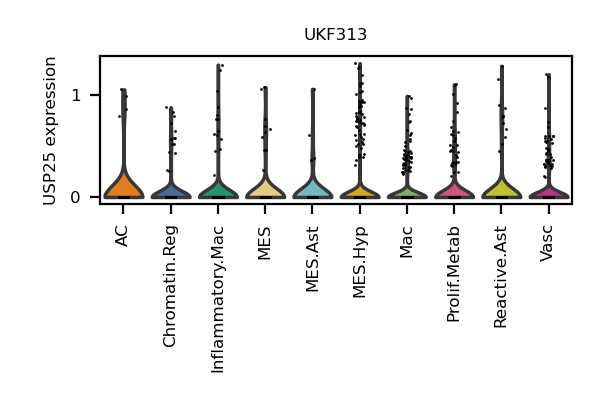 UKF313
USP25 expression
1
0
AC
Chromatin.Reg
Inflammatory.Mac
MES
MES.Ast
MES.Hyp
Mac
Prolif.Metab
Reactive.Ast
Vasc